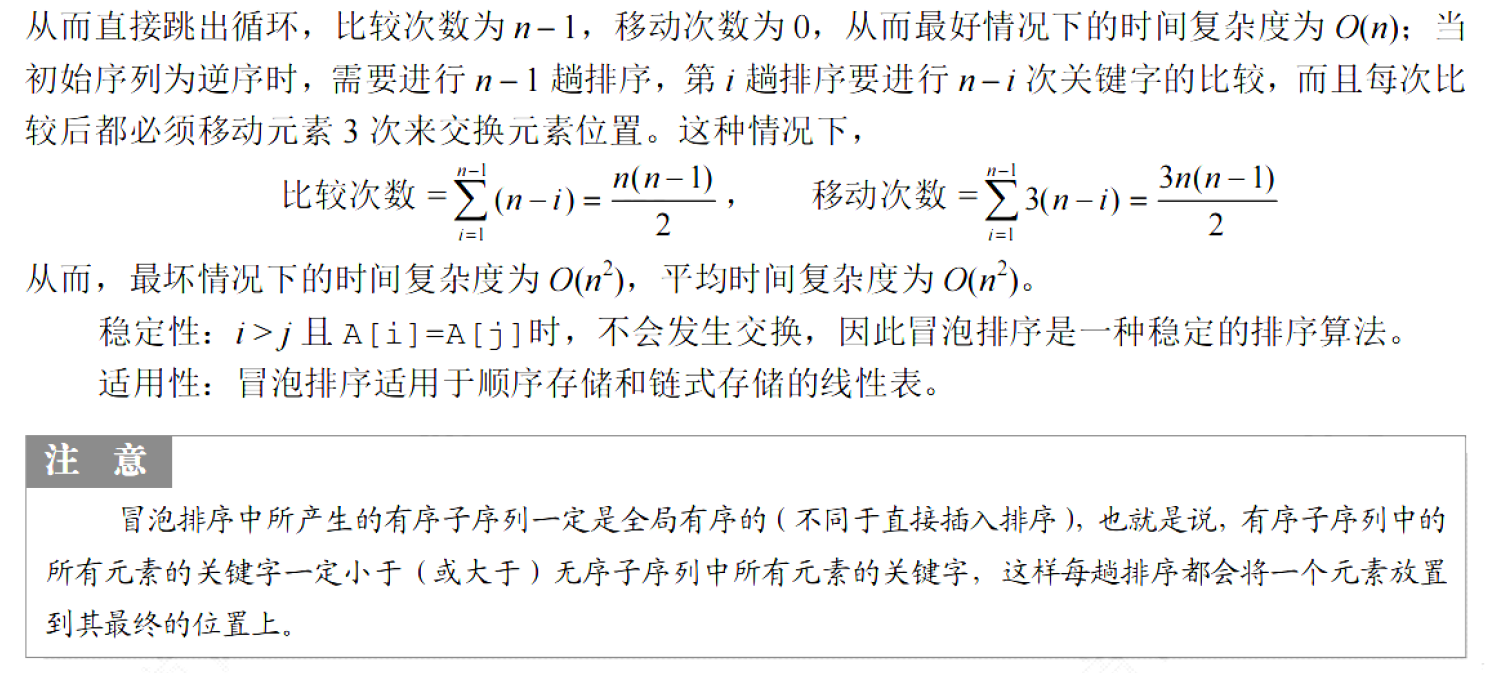 从而直接跳出循环，比较次数为 n − 1，移动次数为 0，从而最好情况下的时间复杂度为 O(n)；当
初始序列为逆序时，需要进行 n − 1 趟排序，第 i 趟排序要进行 n − i 次关键字的比较，而且每次比
较后都必须移动元素 3 次来交换元素位置。这种情况下，
比较次数 = \sum_{i=1}^{n-1}(n − i) = \frac{n(n − 1)}{2}， 移动次数 = \sum_{i=1}^{n-1}3(n − i) = \frac{3n(n − 1)}{2}
从而，最坏情况下的时间复杂度为 O(n²)，平均时间复杂度为 O(n²)。
稳定性：i > j 且 A[i]=A[j]时，不会发生交换，因此冒泡排序是一种稳定的排序算法。
适用性：冒泡排序适用于顺序存储和链式存储的线性表。
注 意
冒泡排序中所产生的有序子序列一定是全局有序的（不同于直接插入排序），也就是说，有序子序列中的
所有元素的关键字一定小于（或大于）无序子序列中所有元素的关键字，这样每趟排序都会将一个元素放置
到其最终的位置上。